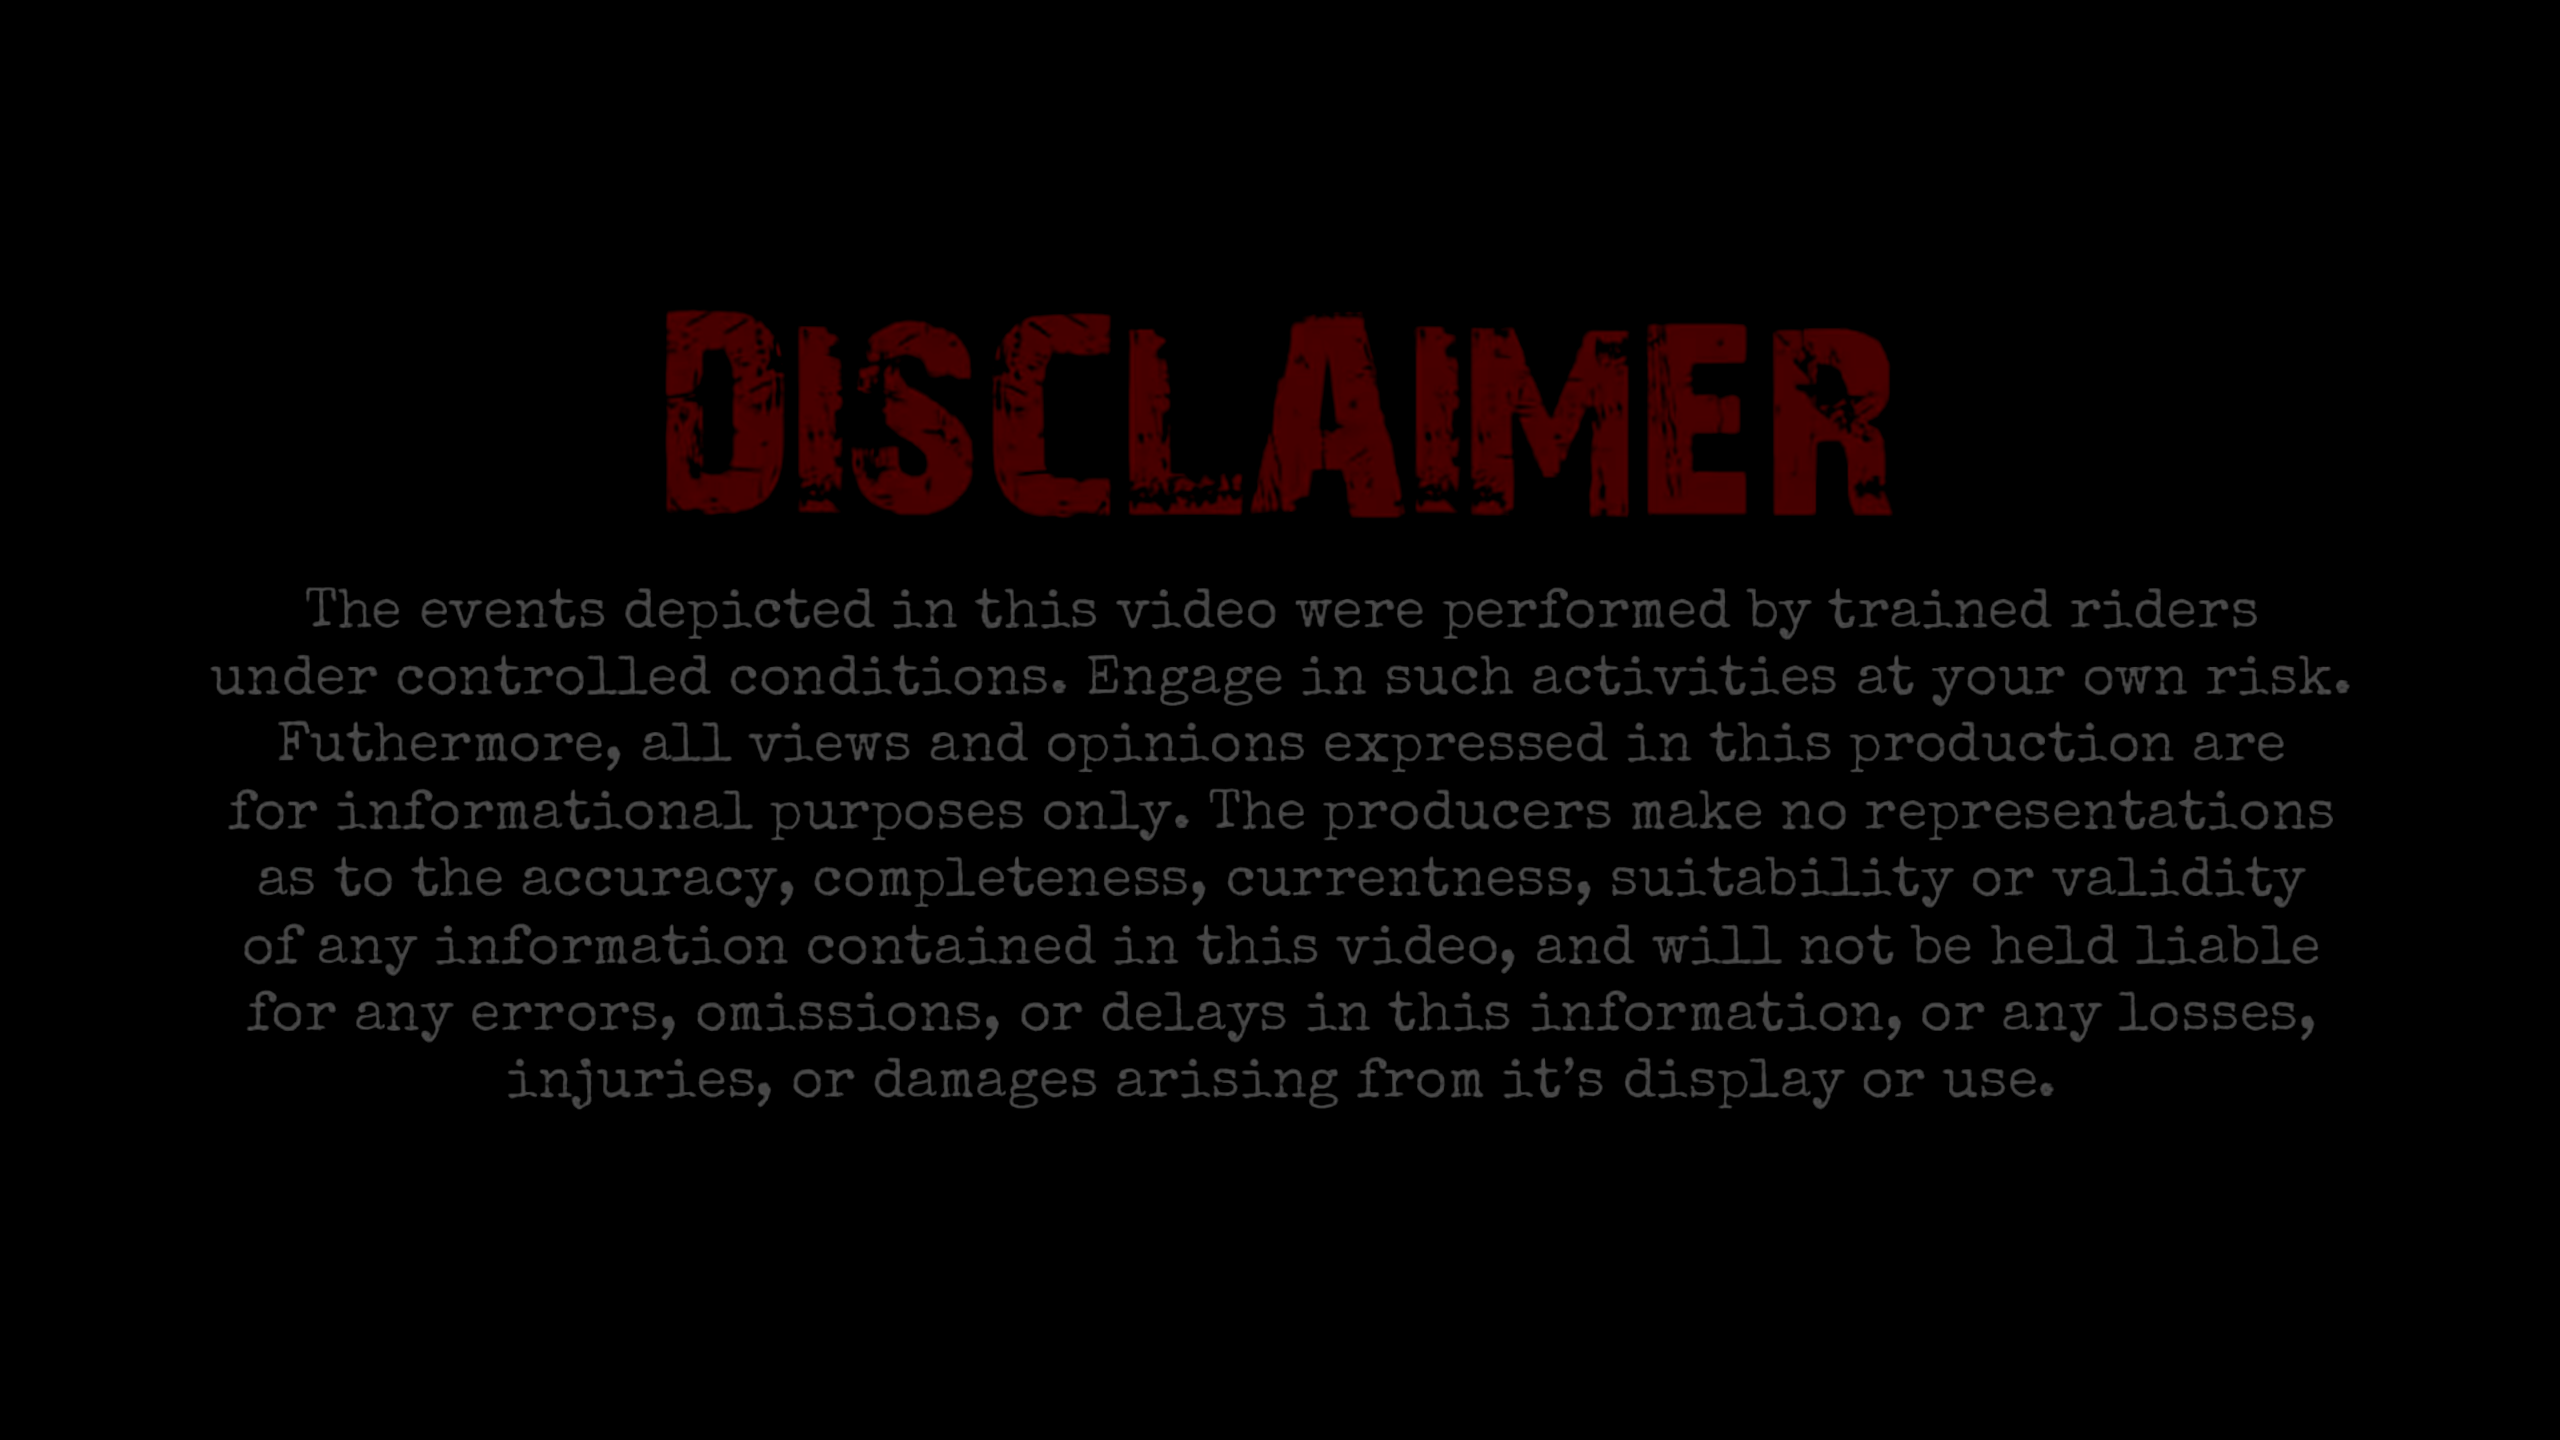 DISCLAIMER
The events depicted in this video were performed by trained riders
under controlled conditions. Engage in such activities at your own risk.
Futhermore, all views and opinions expressed in this production are
for informational purposes only. The producers make no representations
as to the accuracy, completeness, currentness, suitability or validity
of any information contained in this video, and will not be held liable
for any errors, omissions, or delays in this information, or any losses,
injuries, or damages arising from it’s display or use.